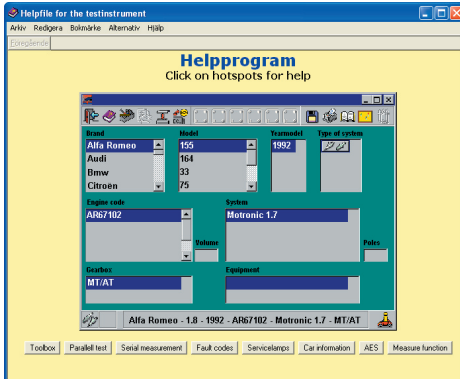 Helpfile for the testinstrument
Arkiv Redigera Bokmärke Alternativ Hjälp
Föregående
Helpprogram
Click on hotspots for help
Brand Model Yearmodel Type of system
Alfa Romeo 155 1992
Audi 164
Bmw 33
Citroën 75
Engine code System
AR67102 Motronic 1.7
Volume Poles
Gearbox Equipment
MT/AT
Alfa Romeo - 1.8 - 1992 - AR67102 - Motronic 1.7 - MT/AT
Toolbox Parallell test Serial measurement Fault codes Servicelamps Car information AES Measure function